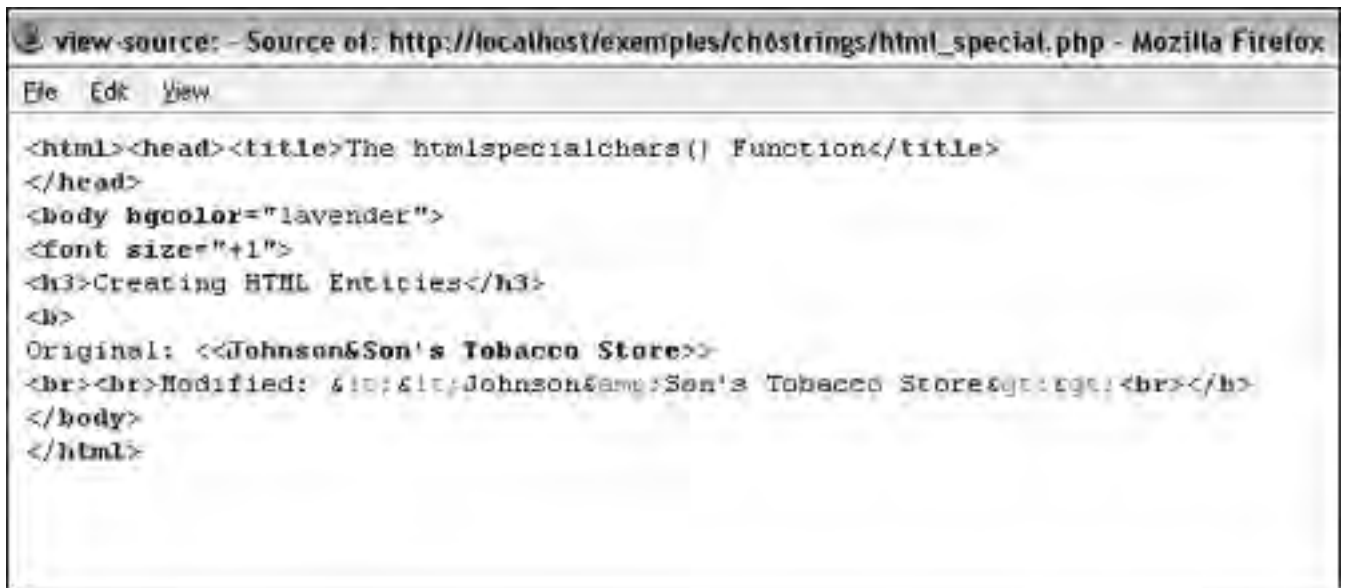 view-source: - Source of: http://localhost/exemples/ch6strings/html_special.php - Mozilla Firefox
File Edit View
<html><head><title>The htmlspecialchars() Function</title>
</head>
<body bgcolor="lavender">
<font size="+1">
<h3>Creating HTML Entities</h3>
<b>
Original: <<Johnson&Son's Tobacco Store>>
<br><br>Modified: &lt;&lt;Johnson&amp;Son's Tobacco Store&gt;&gt;<br></b>
</body>
</html>